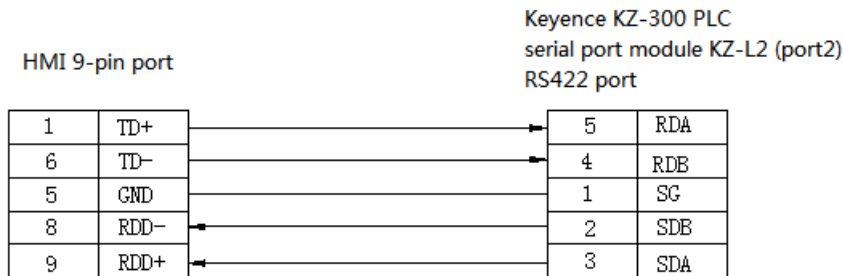 Keyence KZ-300 PLC
serial port module KZ-L2 (port2)
HMI 9-pin port
RS422 port
1 TD+ 5 RDA
6 TD- 4 RDB
5 GND 1 SG
8 RDD- 2 SDB
9 RDD+ 3 SDA